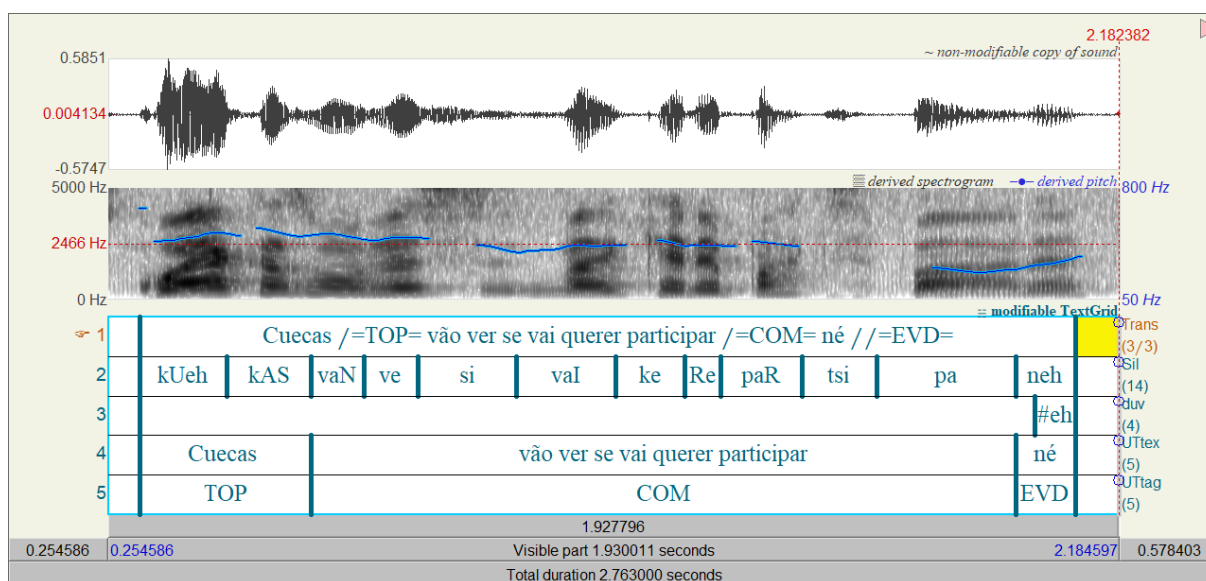 2.182382
~ non-modifiable copy of sound
0.5851
0.004134
-0.5747
5000 Hz
derived spectrogram derived pitch 800 Hz
2466 Hz
0 Hz 50 Hz
modifiable TextGrid
1 Cuecas /=TOP= vão ver se vai querer participar /=COM= né //=EVD= Trans (3/3)
2 kUeh kAS vaN ve si vaI ke Re paR tsi pa neh Sil (14)
3 #eh duv (4)
4 Cuecas vão ver se vai querer participar né UTtex (5)
5 TOP COM EVD UTtag (5)
1.927796
0.254586 0.254586 Visible part 1.930011 seconds 2.184597 0.578403
Total duration 2.763000 seconds